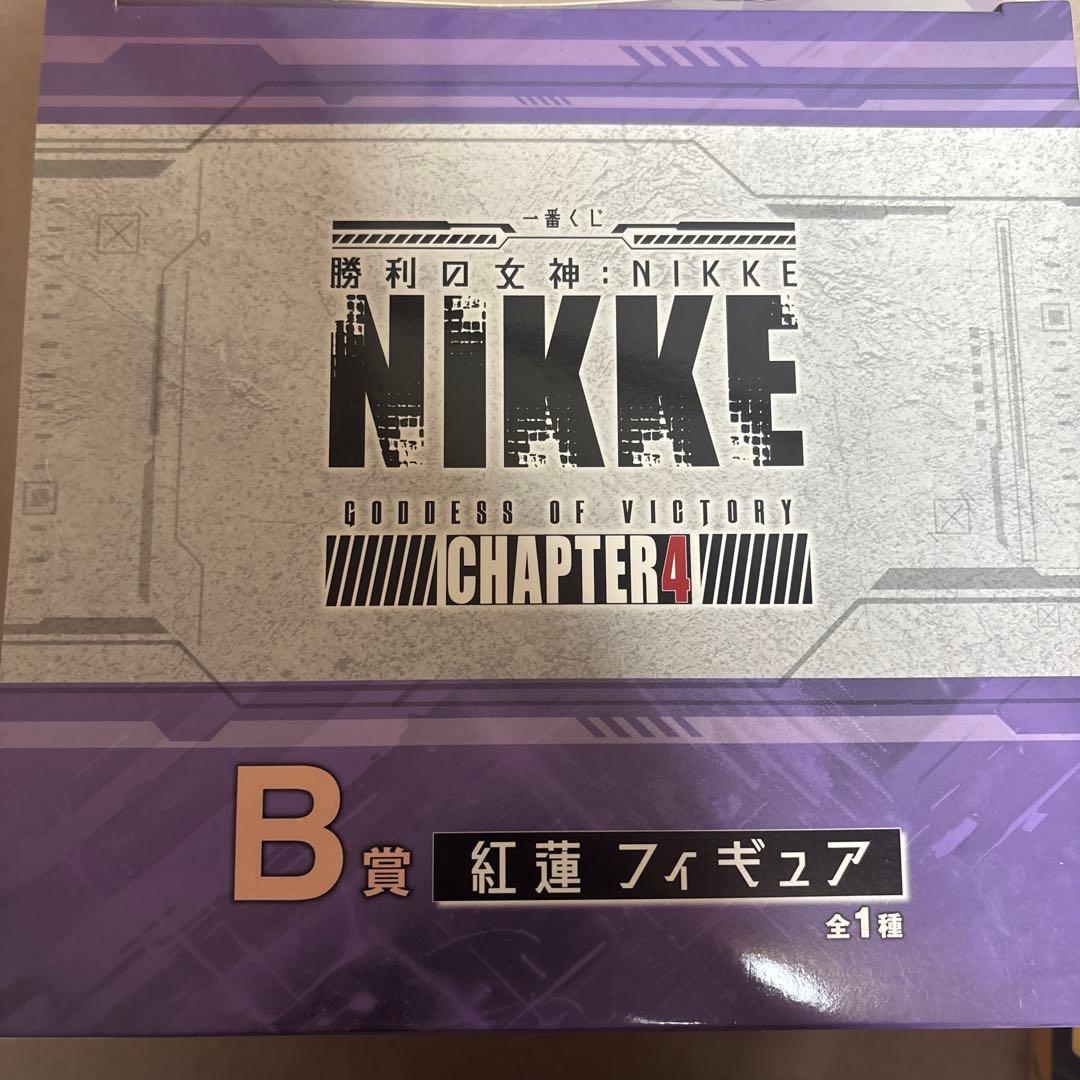 一番くじ
勝利の女神:NIKKE
NIKKE
GODDESS OF VICTORY
CHAPTER4
B賞 紅蓮 フィギュア
全1種